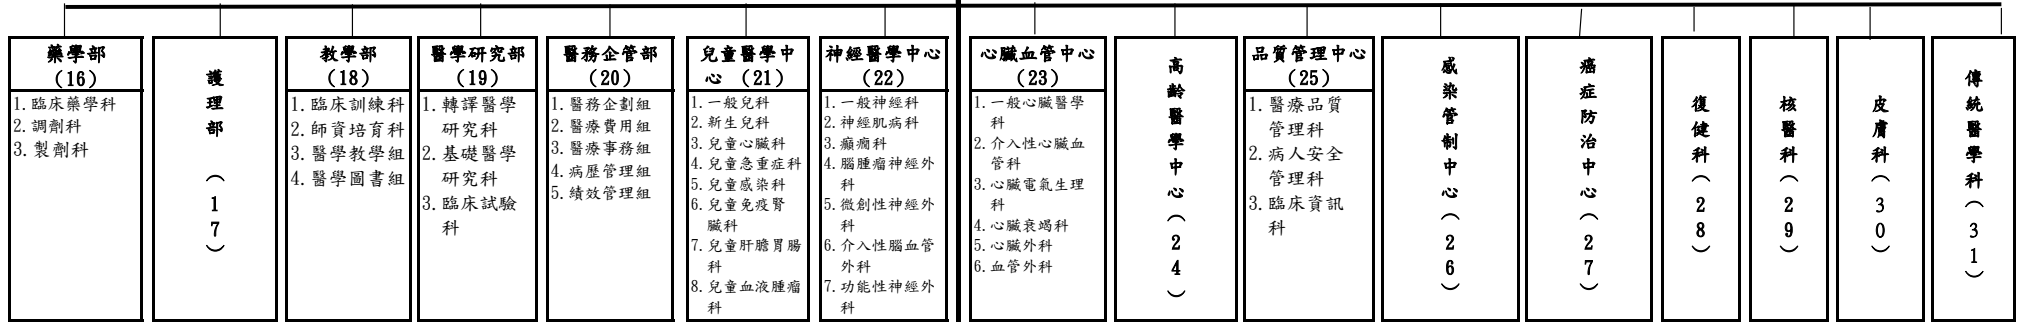 藥學部
（16）
1.臨床藥學科
2.調劑科
3.製劑科
護理部（17）
教學部
（18）
1.臨床訓練科
2.師資培育科
3.醫學教學組
4.醫學圖書組
醫學研究部
（19）
1.轉譯醫學
研究科
2.基礎醫學
研究科
3.臨床試驗
科
醫務企管部
（20）
1.醫務企劃組
2.醫療費用組
3.醫療事務組
4.病歷管理組
5.績效管理組
兒童醫學中
心（21）
1.一般兒科
2.新生兒科
3.兒童心臟科
4.兒童急重症科
5.兒童感染科
6.兒童免疫腎
臟科
7.兒童肝膽胃腸
科
8.兒童血液腫瘤
科
神經醫學中心
（22）
1.一般神經科
2.神經肌病科
3.癲癇科
4.腦腫瘤神經外
科
5.微創性神經外
科
6.介入性腦血管
外科
7.功能性神經外
科
心臟血管中心
（23）
1.一般心臟醫學
科
2.介入性心臟血
管科
3.心臟電氣生理
科
4.心臟衰竭科
5.心臟外科
6.血管外科
高齡醫學中心（24）
品質管理中心
（25）
1.醫療品質
管理科
2.病人安全
管理科
3.臨床資訊
科
感染管制中心（26）
癌症防治中心（27）
復健科（28）
核醫科（29）
皮膚科（30）
傳統醫學科（31）